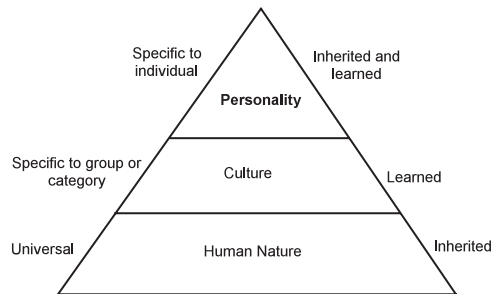 Specific to
individual
Inherited and
learned
Personality
Specific to group or
category
Culture
Learned
Universal
Human Nature
Inherited